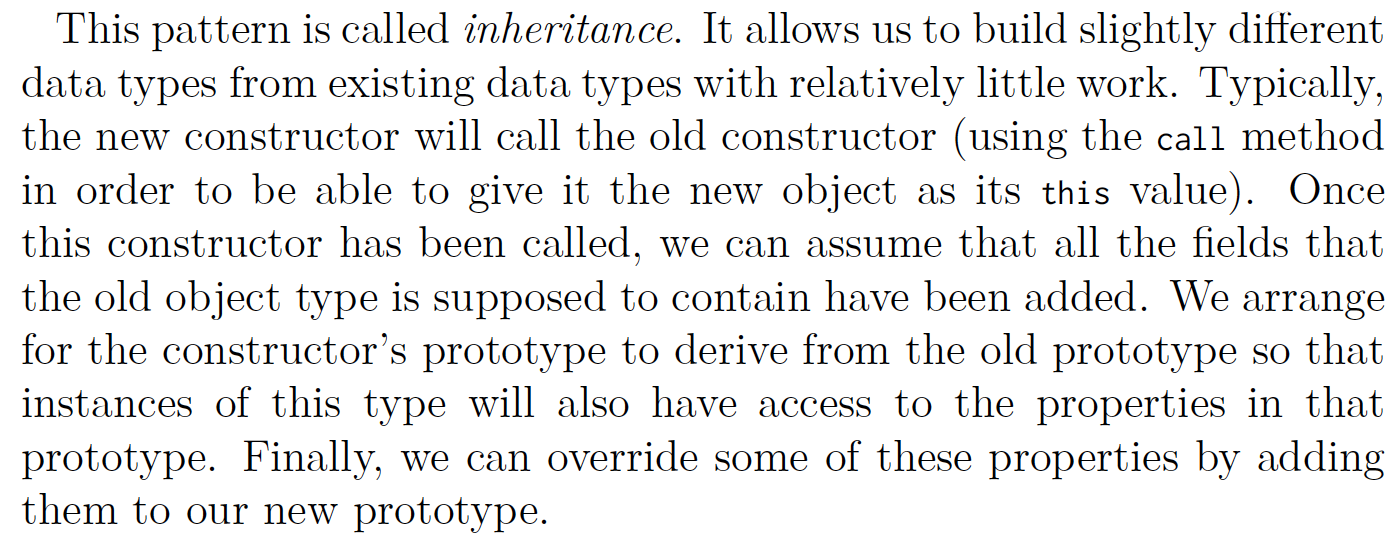 This pattern is called inheritance. It allows us to build slightly different
data types from existing data types with relatively little work. Typically,
the new constructor will call the old constructor (using the call method
in order to be able to give it the new object as its this value). Once
this constructor has been called, we can assume that all the fields that
the old object type is supposed to contain have been added. We arrange
for the constructor’s prototype to derive from the old prototype so that
instances of this type will also have access to the properties in that
prototype. Finally, we can override some of these properties by adding
them to our new prototype.